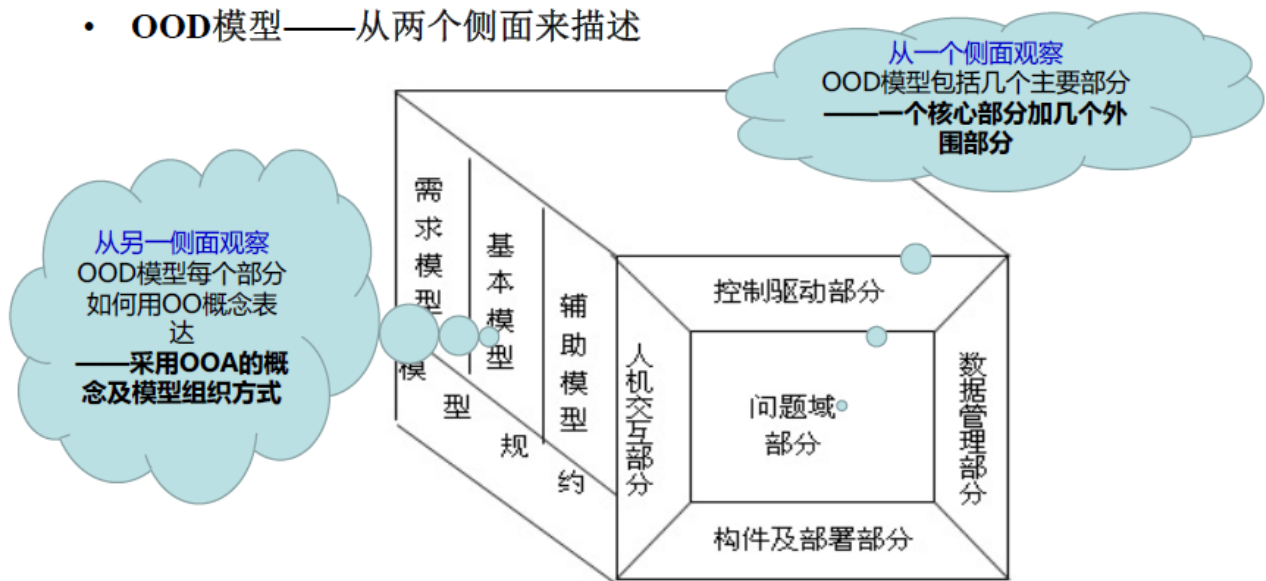 • OOD模型——从两个侧面来描述
从一个侧面观察
OOD模型包括几个主要部分
——一个核心部分加几个外
围部分
从另一侧面观察
OOD模型每个部分
如何用OO概念表
达
——采用OOA的概
念及模型组织方式
需求模型
基本模型
辅助模型
模型规约
控制驱动部分
人机交互部分
问题域
部分
数据管理部分
构件及部署部分